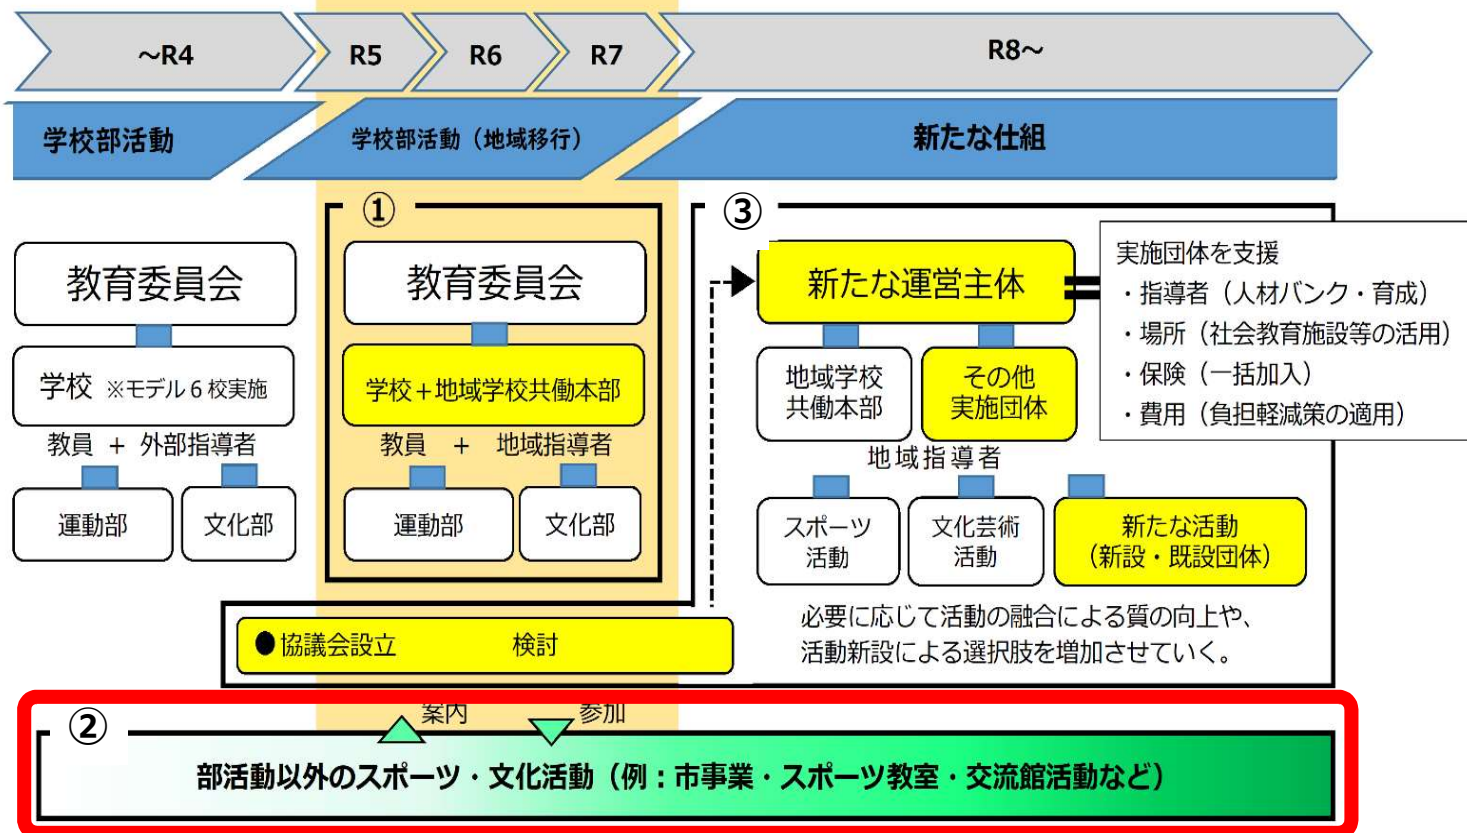 ～R4
R5
R6
R7
R8～
学校部活動
学校部活動（地域移行）
新たな仕組
教育委員会
学校 ※モデル６校実施
教員 ＋ 外部指導者
運動部
文化部
①
教育委員会
学校＋地域学校共働本部
教員 ＋ 地域指導者
運動部
文化部
③
新たな運営主体
地域学校
共働本部
その他
実施団体
地域指導者
スポーツ
活動
文化芸術
活動
新たな活動
（新設・既設団体）
必要に応じて活動の融合による質の向上や、
活動新設による選択肢を増加させていく。
実施団体を支援
・指導者（人材バンク・育成）
・場所（社会教育施設等の活用）
・保険（一括加入）
・費用（負担軽減策の適用）
●協議会設立 検討
②
案内
参加
部活動以外のスポーツ・文化活動（例：市事業・スポーツ教室・交流館活動など）